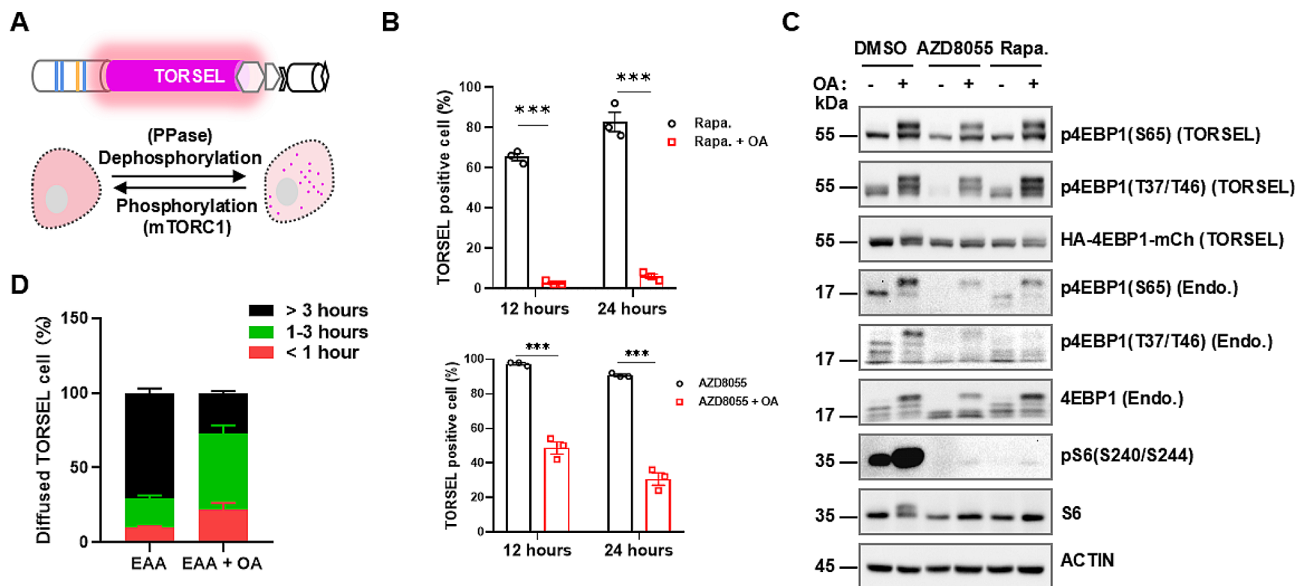 A
TORSEL
(PPase)
Dephosphorylation
Phosphorylation
(mTORC1)
B
TORSEL positive cell (%)
100
80
60
40
20
0
***
***
Rapa.
Rapa. + OA
12 hours
24 hours
TORSEL positive cell (%)
100
80
60
40
20
0
***
***
AZD8055
AZD8055 + OA
12 hours
24 hours
C
DMSO AZD8055 Rapa.
OA: - + - + - +
kDa
55 p4EBP1(S65) (TORSEL)
55 p4EBP1(T37/T46) (TORSEL)
55 HA-4EBP1-mCh (TORSEL)
17 p4EBP1(S65) (Endo.)
17 p4EBP1(T37/T46) (Endo.)
17 4EBP1 (Endo.)
35 pS6(S240/S244)
35 S6
45 ACTIN
D
Diffused TORSEL cell (%)
150
100
50
0
> 3 hours
1-3 hours
< 1 hour
EAA
EAA + OA